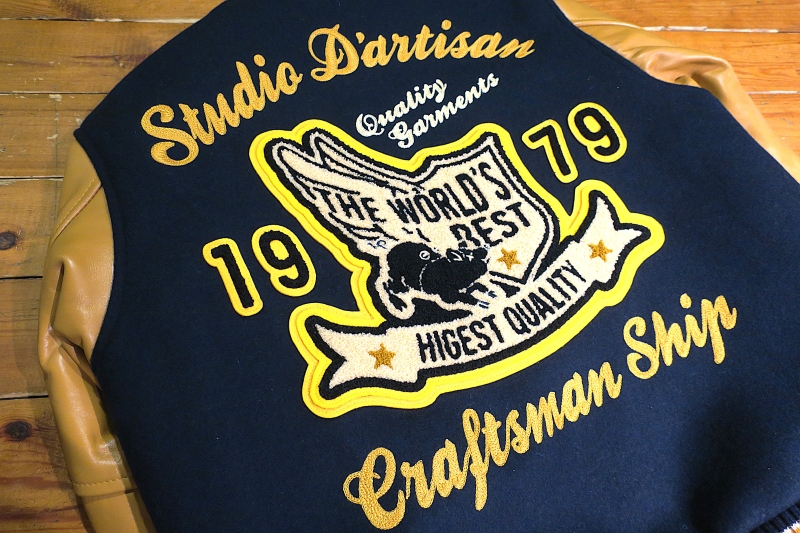 Studio D'artisan
Quality
Garments
19 79
THE WORLD'S
BEST
HIGEST QUALITY
Craftsman Ship